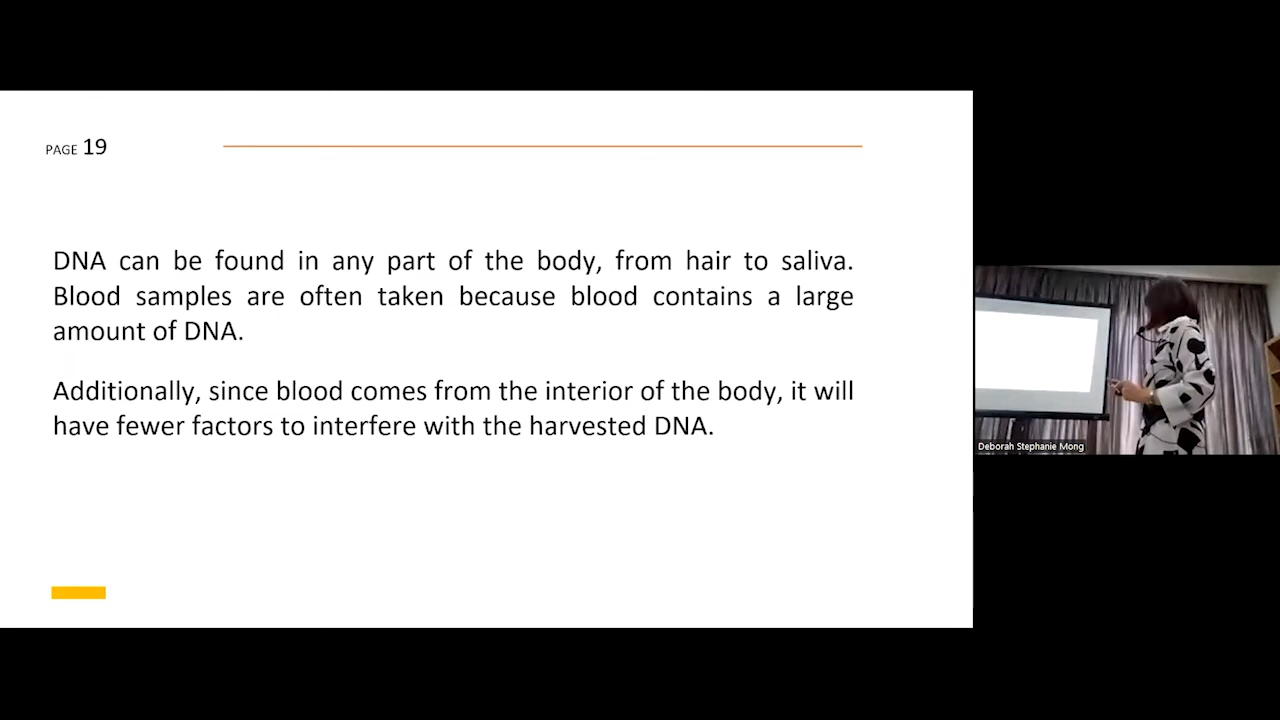 PAGE 19
DNA can be found in any part of the body, from hair to saliva.
Blood samples are often taken because blood contains a large
amount of DNA.
Additionally, since blood comes from the interior of the body, it will
have fewer factors to interfere with the harvested DNA.
Deborah Stephanie Mong